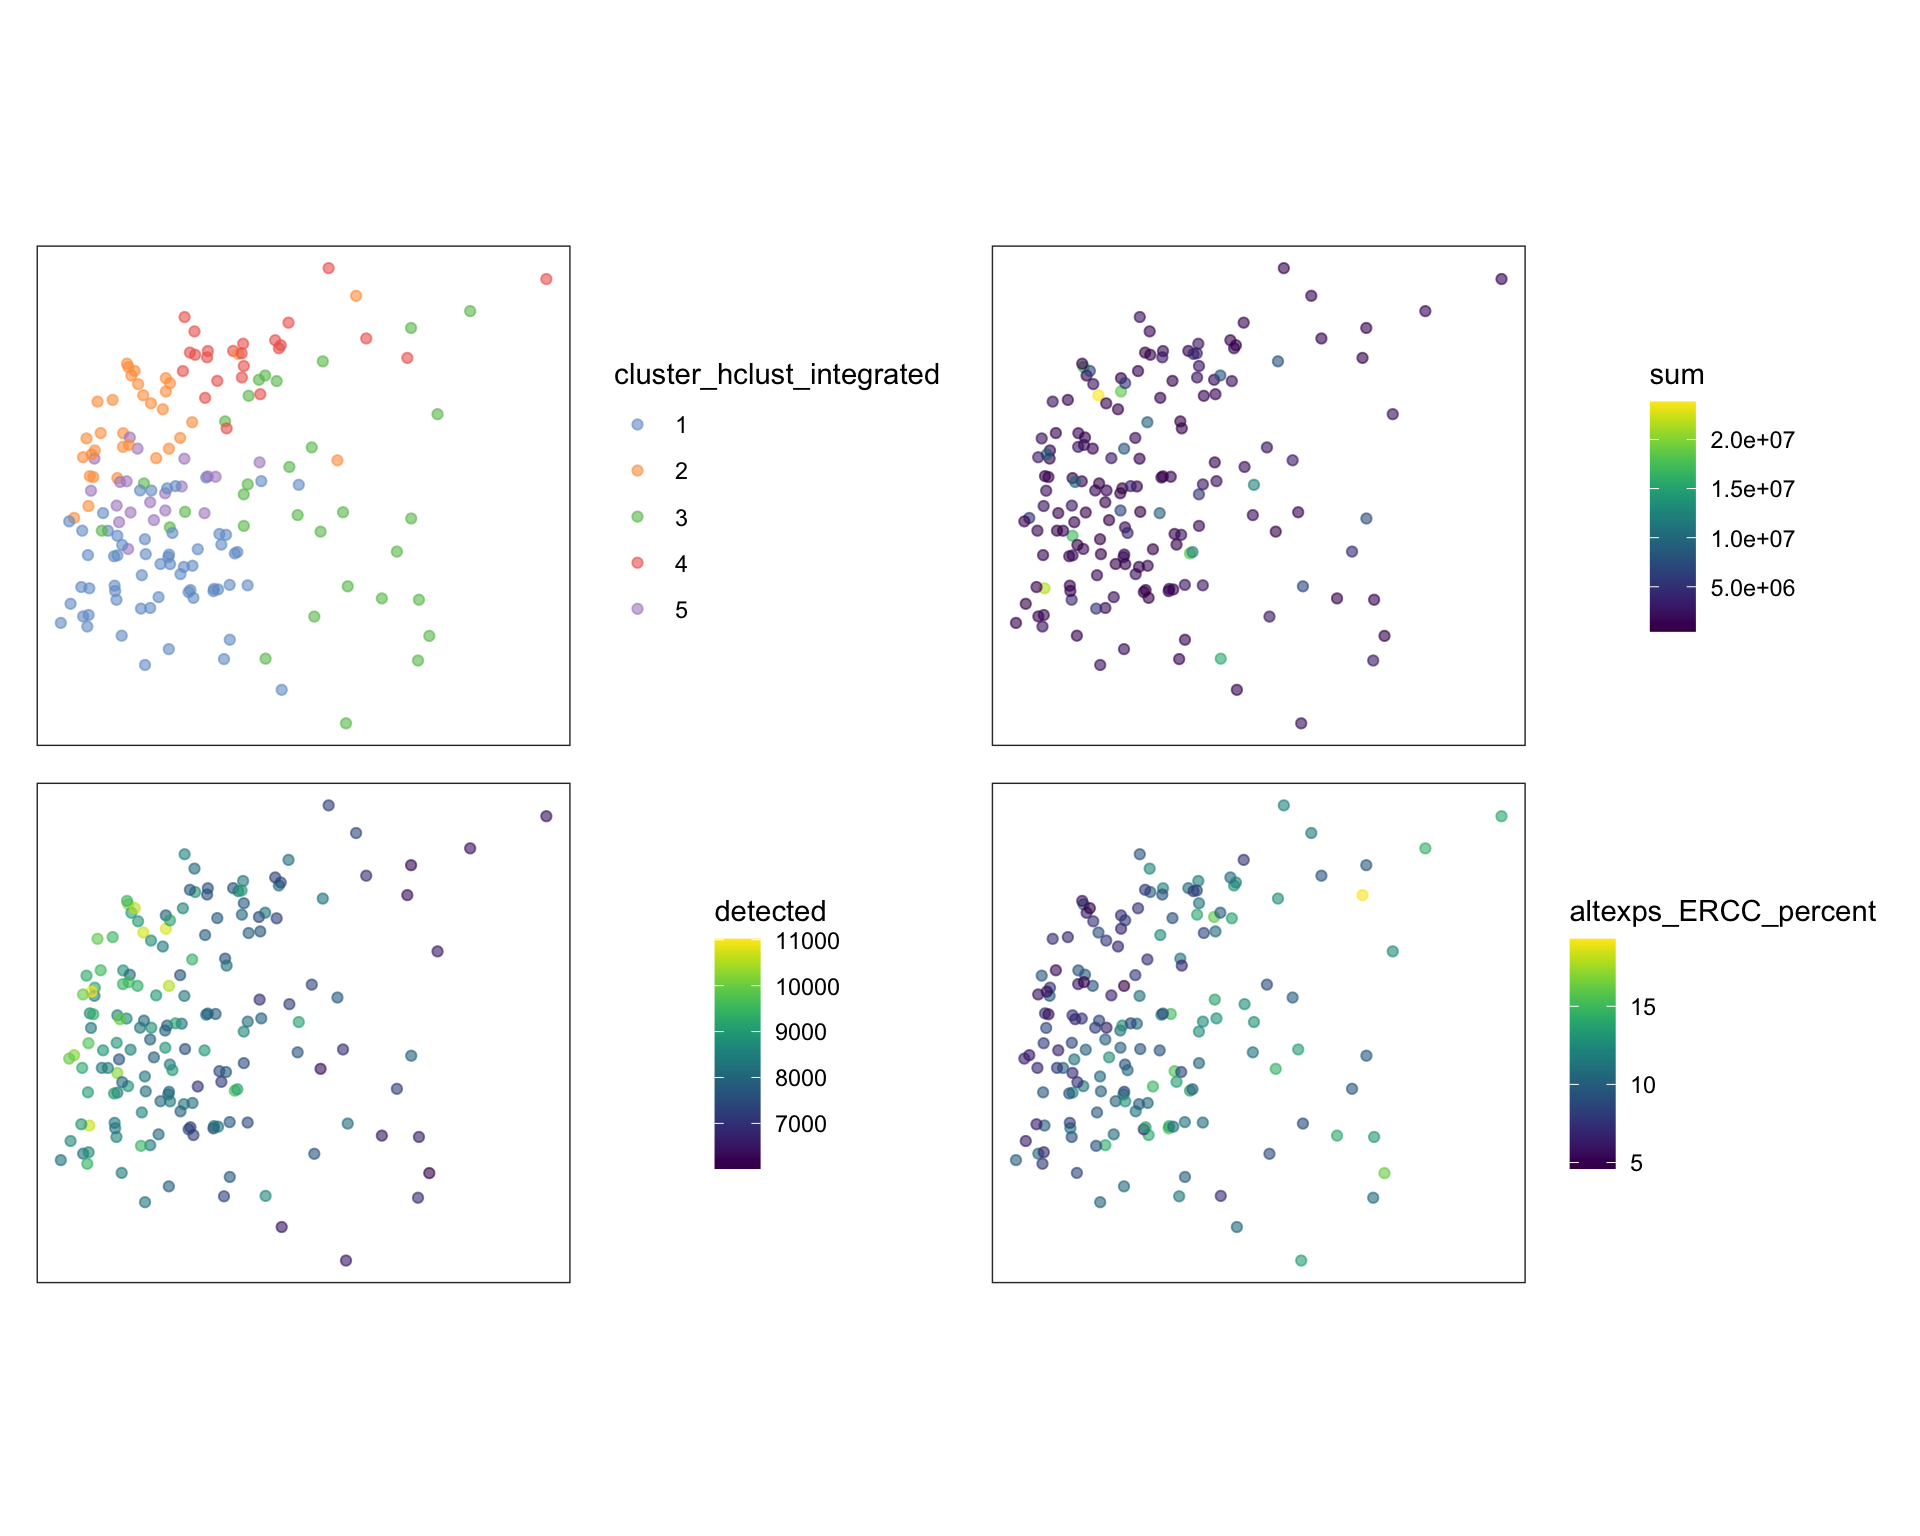 cluster_hclust_integrated
1
2
3
4
5
sum
2.0e+07
1.5e+07
1.0e+07
5.0e+06
detected
11000
10000
9000
8000
7000
altexps_ERCC_percent
15
10
5